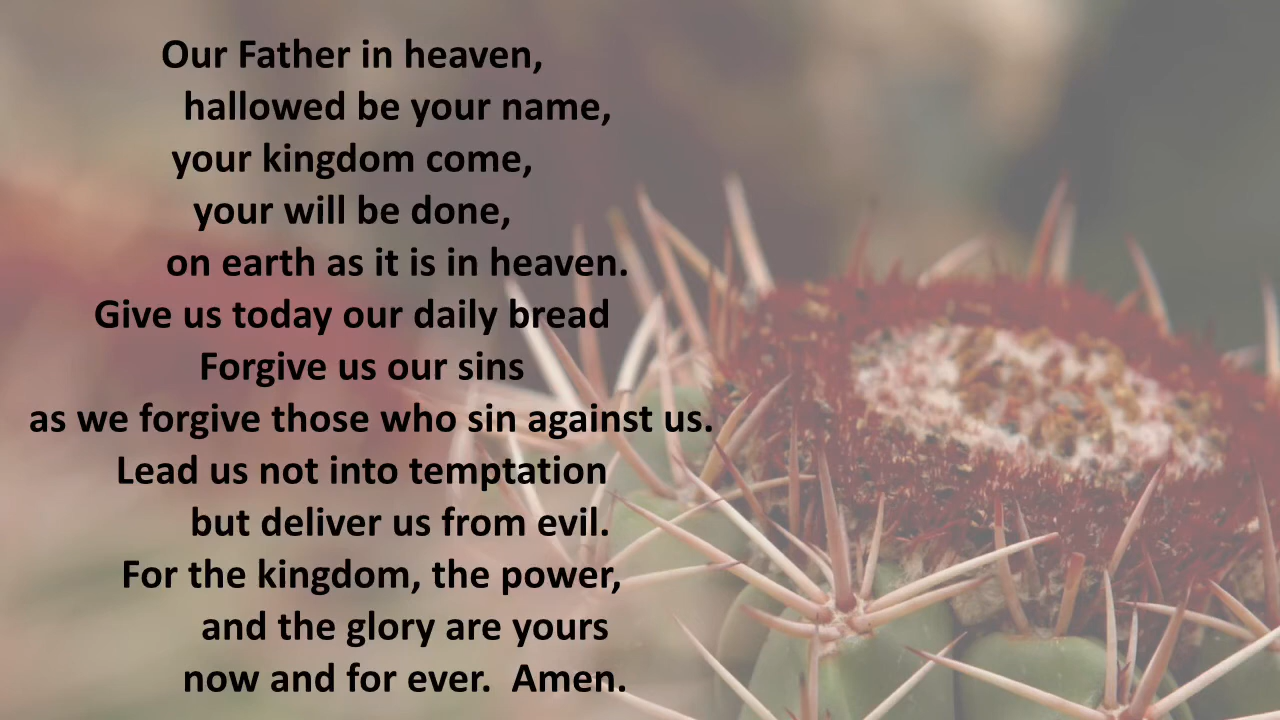 Our Father in heaven,
hallowed be your name,
your kingdom come,
your will be done,
on earth as it is in heaven.
Give us today our daily bread
Forgive us our sins
as we forgive those who sin against us.
Lead us not into temptation
but deliver us from evil.
For the kingdom, the power,
and the glory are yours
now and for ever.  Amen.